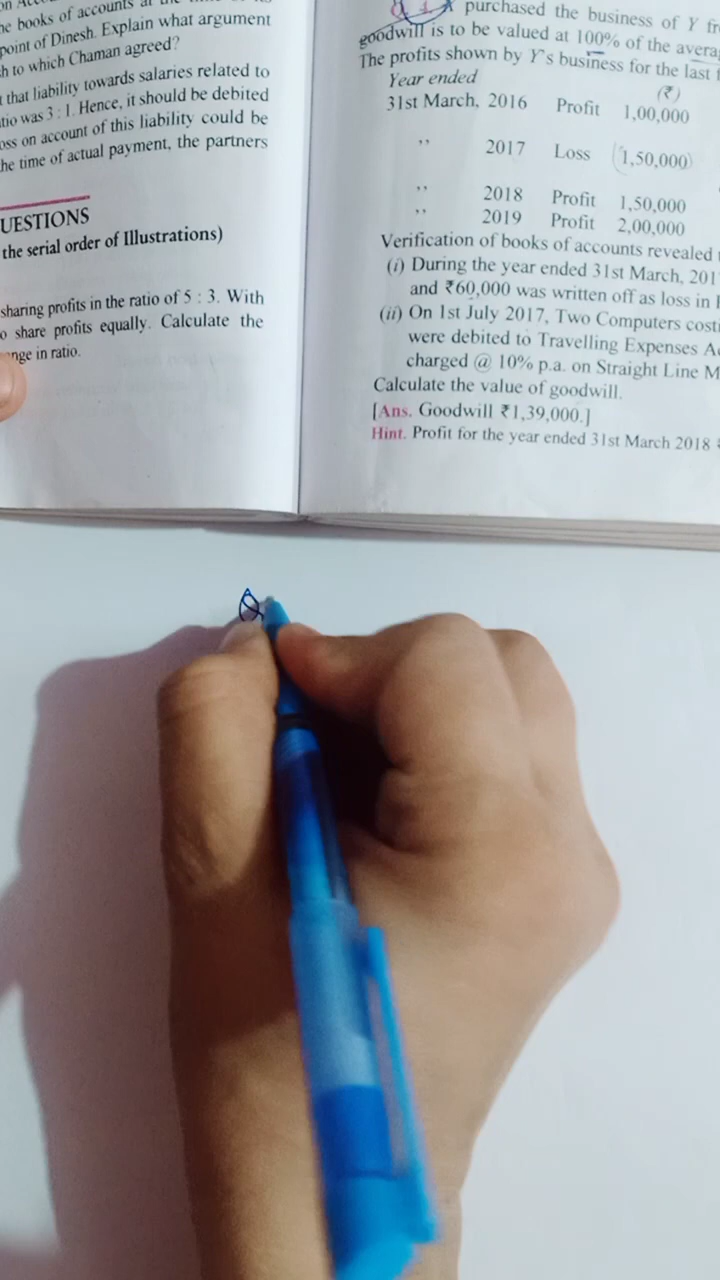 he books of accounts at the
point of Dinesh. Explain what argument
h to which Chaman agreed?
t that liability towards salaries related to
tio was 3 : 1. Hence, it should be debited
oss on account of this liability could be
he time of actual payment, the partners
UESTIONS
the serial order of Illustrations)
sharing profits in the ratio of 5 : 3. With
o share profits equally. Calculate the
nge in ratio.
X purchased the business of Y fr
goodwill is to be valued at 100% of the avera
The profits shown by Y's business for the last f
Year ended (₹)
31st March, 2016 Profit 1,00,000
,, 2017 Loss (1,50,000)
,, 2018 Profit 1,50,000
,, 2019 Profit 2,00,000
Verification of books of accounts revealed
(i) During the year ended 31st March, 201
and ₹60,000 was written off as loss in
(ii) On 1st July 2017, Two Computers costi
were debited to Travelling Expenses Ac
charged @ 10% p.a. on Straight Line M
Calculate the value of goodwill.
[Ans. Goodwill ₹1,39,000.]
Hint. Profit for the year ended 31st March 2018
Q